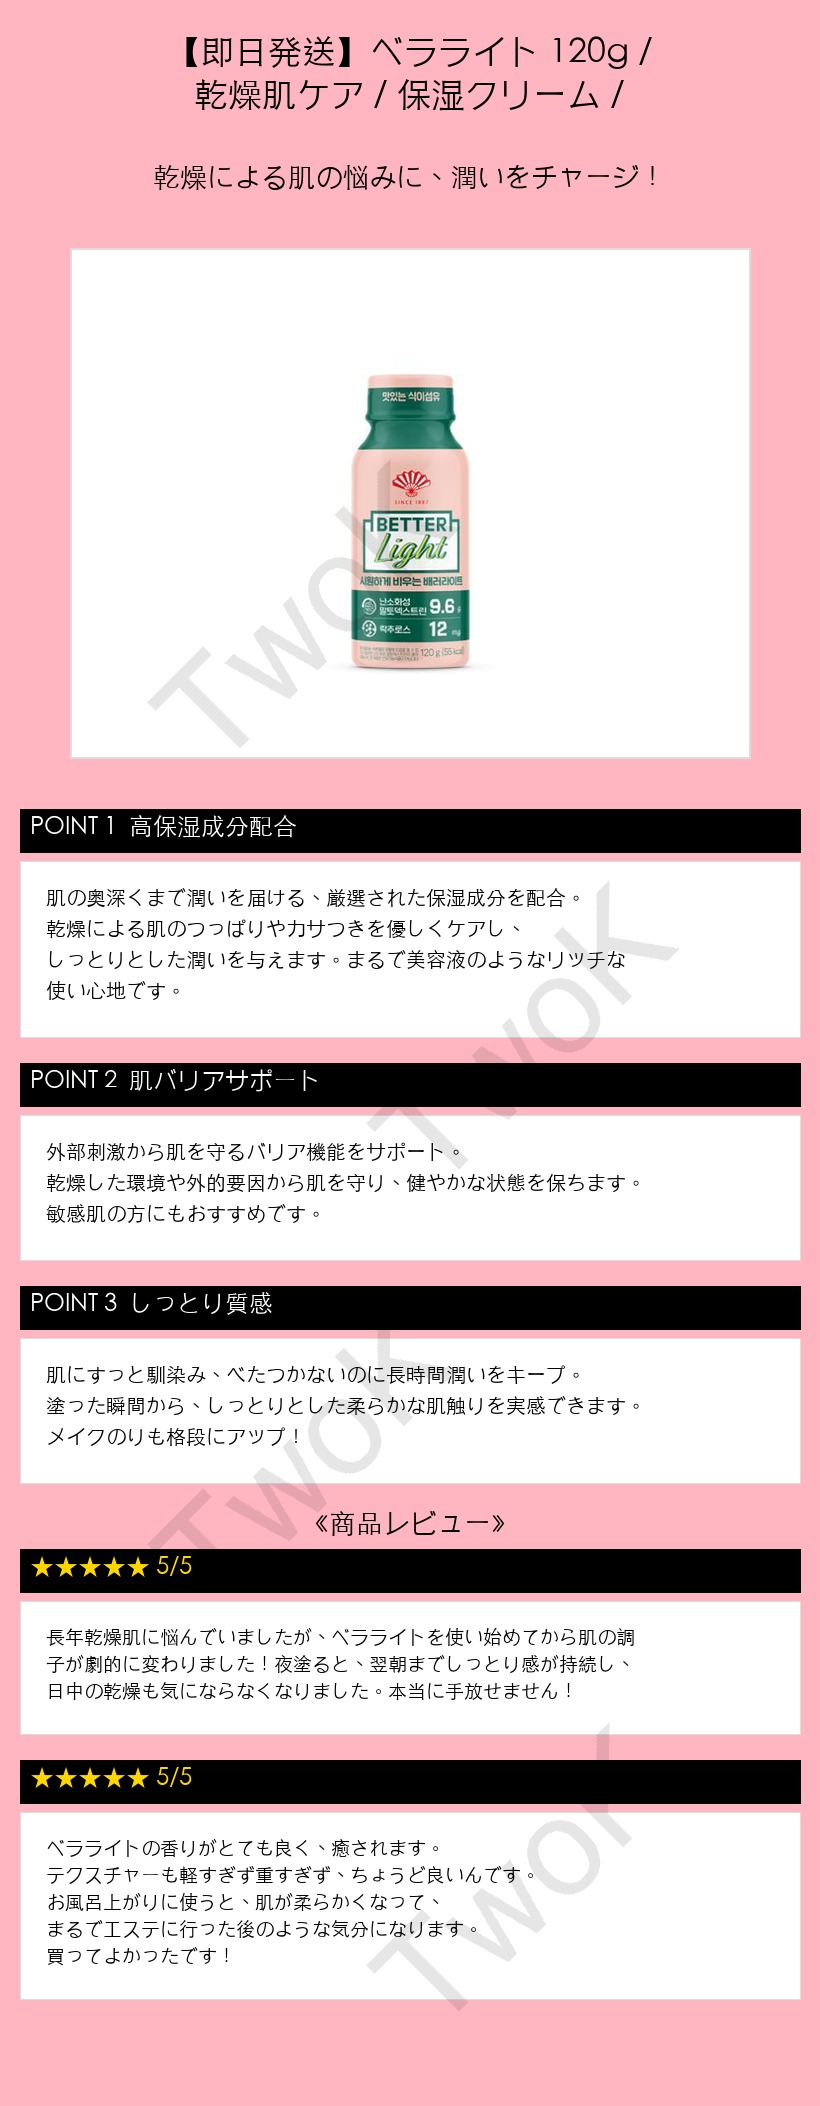 【即日発送】ベラライト 120g /
乾燥肌ケア / 保湿クリーム /
乾燥による肌の悩みに、潤いをチャージ！
맛있는 식이섬유
SINCE 1897
BETTER
Light
시원하게 비우는 배러라이트
난소화성
말토덱스트린 9.6 g
락추로스 12 mg
120 g (55 kcal)
TwoK
POINT 1 高保湿成分配合
肌の奥深くまで潤いを届ける、厳選された保湿成分を配合。
乾燥による肌のつっぱりやカサつきを優しくケアし、
しっとりとした潤いを与えます。まるで美容液のようなリッチな
使い心地です。
TwoK
POINT 2 肌バリアサポート
外部刺激から肌を守るバリア機能をサポート。
乾燥した環境や外的要因から肌を守り、健やかな状態を保ちます。
敏感肌の方にもおすすめです。
POINT 3 しっとり質感
肌にすっと馴染み、べたつかないのに長時間潤いをキープ。
塗った瞬間から、しっとりとした柔らかな肌触りを実感できます。
メイクのりも格段にアップ！
TwoK
《商品レビュー》
★★★★★ 5/5
長年乾燥肌に悩んでいましたが、ベラライトを使い始めてから肌の調
子が劇的に変わりました！夜塗ると、翌朝までしっとり感が持続し、
日中の乾燥も気にならなくなりました。本当に手放せません！
★★★★★ 5/5
ベラライトの香りがとても良く、癒されます。
テクスチャーも軽すぎず重すぎず、ちょうど良いんです。
お風呂上がりに使うと、肌が柔らかくなって、
まるでエステに行った後のような気分になります。
買ってよかったです！
TwoK